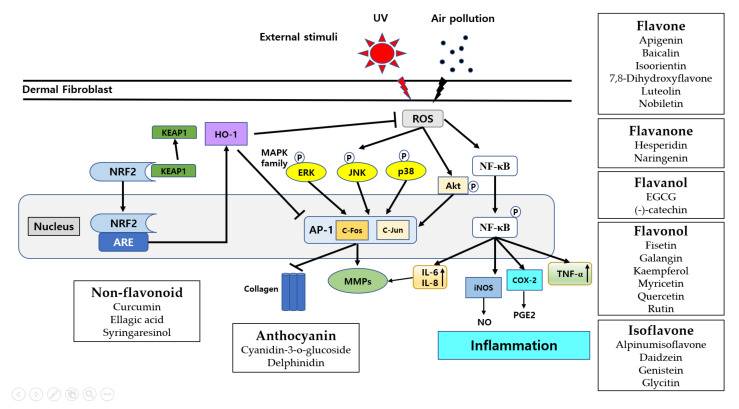 UV
Air pollution
External stimuli
Dermal Fibroblast
ROS
KEAP1
HO-1
MAPK
family
P
ERK
P
JNK
P
p38
NF-κB
NRF2
KEAP1
Akt
P
Nucleus
NRF2
ARE
AP-1
C-Fos
C-Jun
P
NF-κB
Collagen
MMPs
IL-6
IL-8
iNOS
COX-2
TNF-α
NO
PGE2
Inflammation
Non-flavonoid
Curcumin
Ellagic acid
Syringaresinol
Anthocyanin
Cyanidin-3-o-glucoside
Delphinidin
Flavone
Apigenin
Baicalin
Isoorientin
7,8-Dihydroxyflavone
Luteolin
Nobiletin
Flavanone
Hesperidin
Naringenin
Flavanol
EGCG
(-)-catechin
Flavonol
Fisetin
Galangin
Kaempferol
Myricetin
Quercetin
Rutin
Isoflavone
Alpinumisoflavone
Daidzein
Genistein
Glycitin